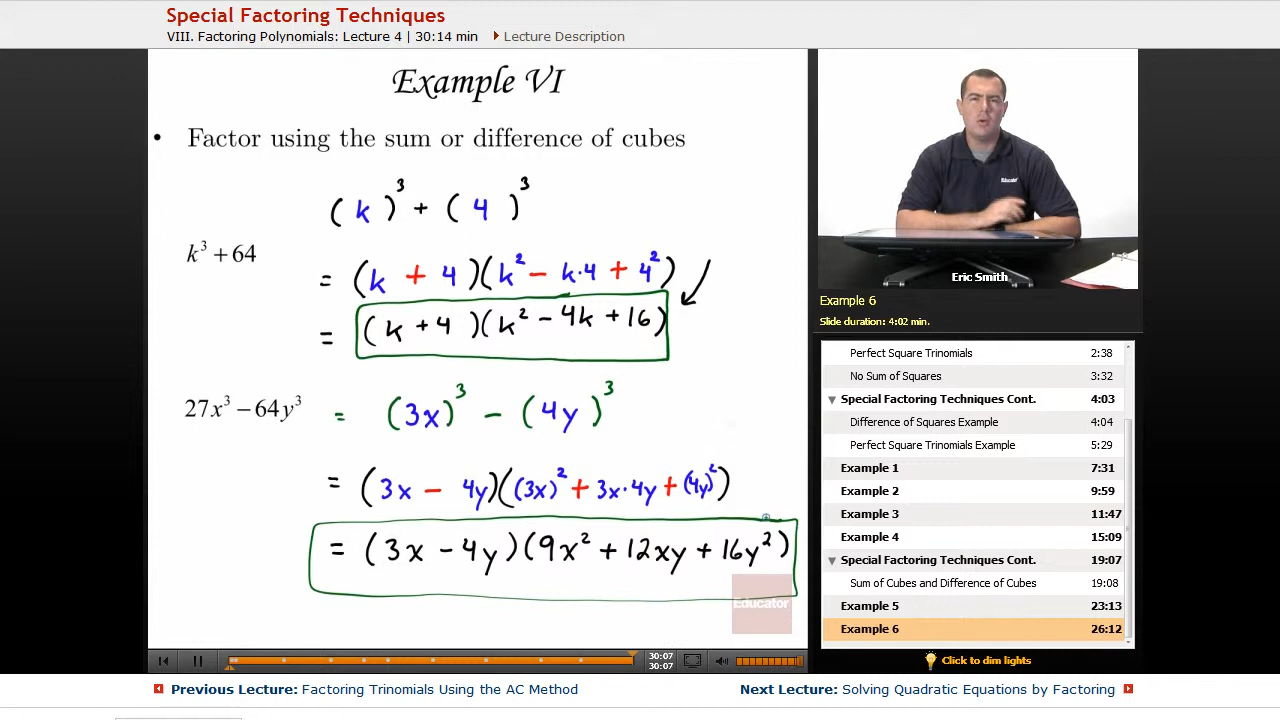 Special Factoring Techniques
VIII. Factoring Polynomials: Lecture 4 | 30:14 min
Lecture Description
Example VI
• Factor using the sum or difference of cubes
(k)³ + (4)³
k³ + 64
= (k + 4)(k² − k·4 + 4²)
= (k + 4)(k² − 4k + 16)
27x³ − 64y³ = (3x)³ − (4y)³
= (3x − 4y)((3x)² + 3x·4y + (4y)²)
= (3x − 4y)(9x² + 12xy + 16y²)
Educator
Educator
Eric Smith
Example 6
Slide duration: 4:02 min.
Perfect Square Trinomials 2:38
No Sum of Squares 3:32
Special Factoring Techniques Cont. 4:03
Difference of Squares Example 4:04
Perfect Square Trinomials Example 5:29
Example 1 7:31
Example 2 9:59
Example 3 11:47
Example 4 15:09
Special Factoring Techniques Cont. 19:07
Sum of Cubes and Difference of Cubes 19:08
Example 5 23:13
Example 6 26:12
30:07
30:07
Click to dim lights
Previous Lecture: Factoring Trinomials Using the AC Method
Next Lecture: Solving Quadratic Equations by Factoring